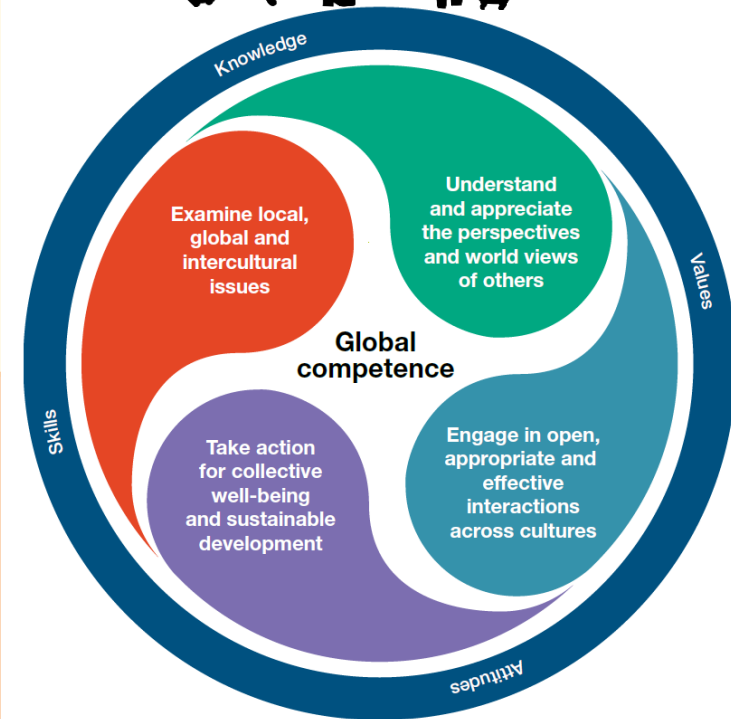 Knowledge
Examine local,
global and
intercultural
issues
Understand
and appreciate
the perspectives
and world views
of others
Values
Global
competence
Skills
Take action
for collective
well-being
and sustainable
development
Engage in open,
appropriate and
effective
interactions
across cultures
Attitudes